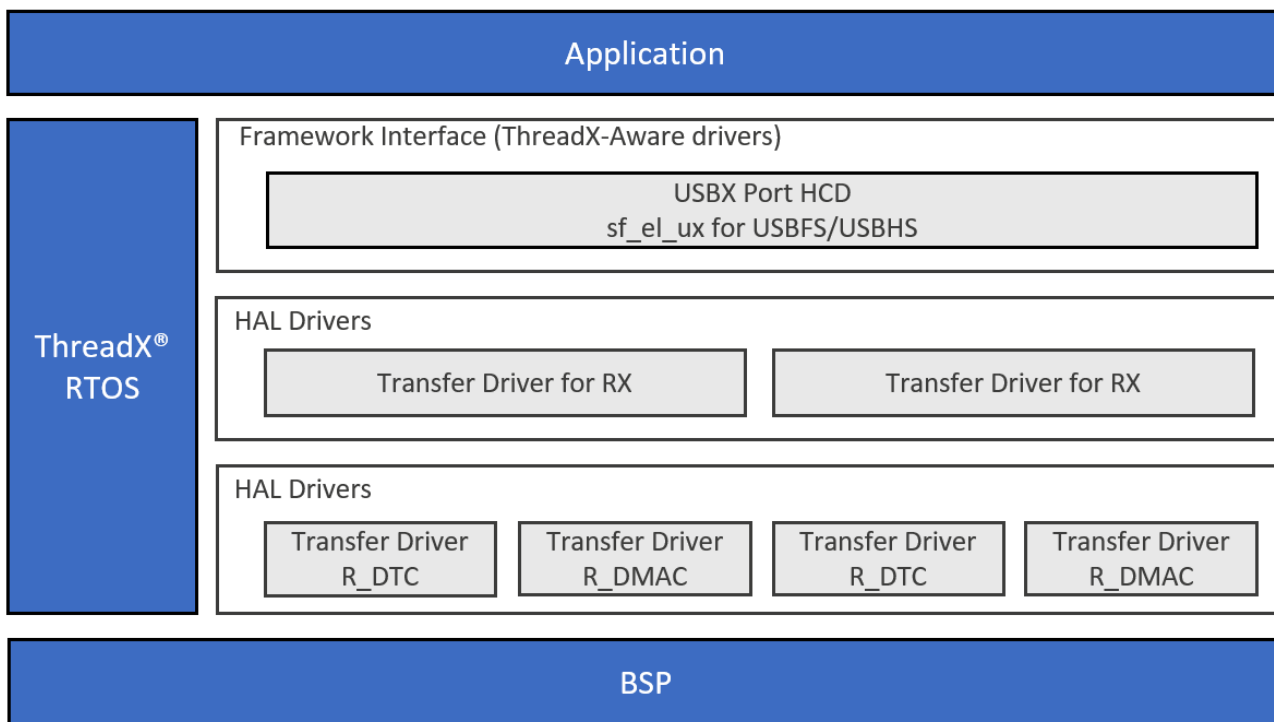 Application
Framework Interface (ThreadX-Aware drivers)
USBX Port HCD
sf_el_ux for USBFS/USBHS
ThreadX®
RTOS
HAL Drivers
Transfer Driver for RX
Transfer Driver for RX
HAL Drivers
Transfer Driver
R_DTC
Transfer Driver
R_DMAC
Transfer Driver
R_DTC
Transfer Driver
R_DMAC
BSP